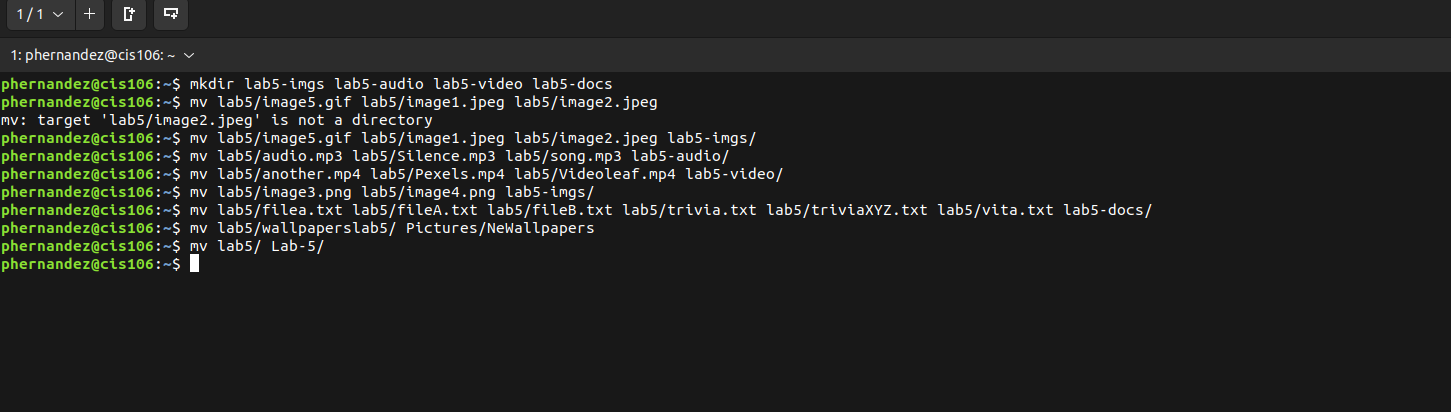 1 / 1
1: phernandez@cis106: ~
phernandez@cis106:~$ mkdir lab5-imgs lab5-audio lab5-video lab5-docs
phernandez@cis106:~$ mv lab5/image5.gif lab5/image1.jpeg lab5/image2.jpeg
mv: target 'lab5/image2.jpeg' is not a directory
phernandez@cis106:~$ mv lab5/image5.gif lab5/image1.jpeg lab5/image2.jpeg lab5-imgs/
phernandez@cis106:~$ mv lab5/audio.mp3 lab5/Silence.mp3 lab5/song.mp3 lab5-audio/
phernandez@cis106:~$ mv lab5/another.mp4 lab5/Pexels.mp4 lab5/Videoleaf.mp4 lab5-video/
phernandez@cis106:~$ mv lab5/image3.png lab5/image4.png lab5-imgs/
phernandez@cis106:~$ mv lab5/filea.txt lab5/fileA.txt lab5/fileB.txt lab5/trivia.txt lab5/triviaXYZ.txt lab5/vita.txt lab5-docs/
phernandez@cis106:~$ mv lab5/wallpaperslab5/ Pictures/NeWallpapers
phernandez@cis106:~$ mv lab5/ Lab-5/
phernandez@cis106:~$